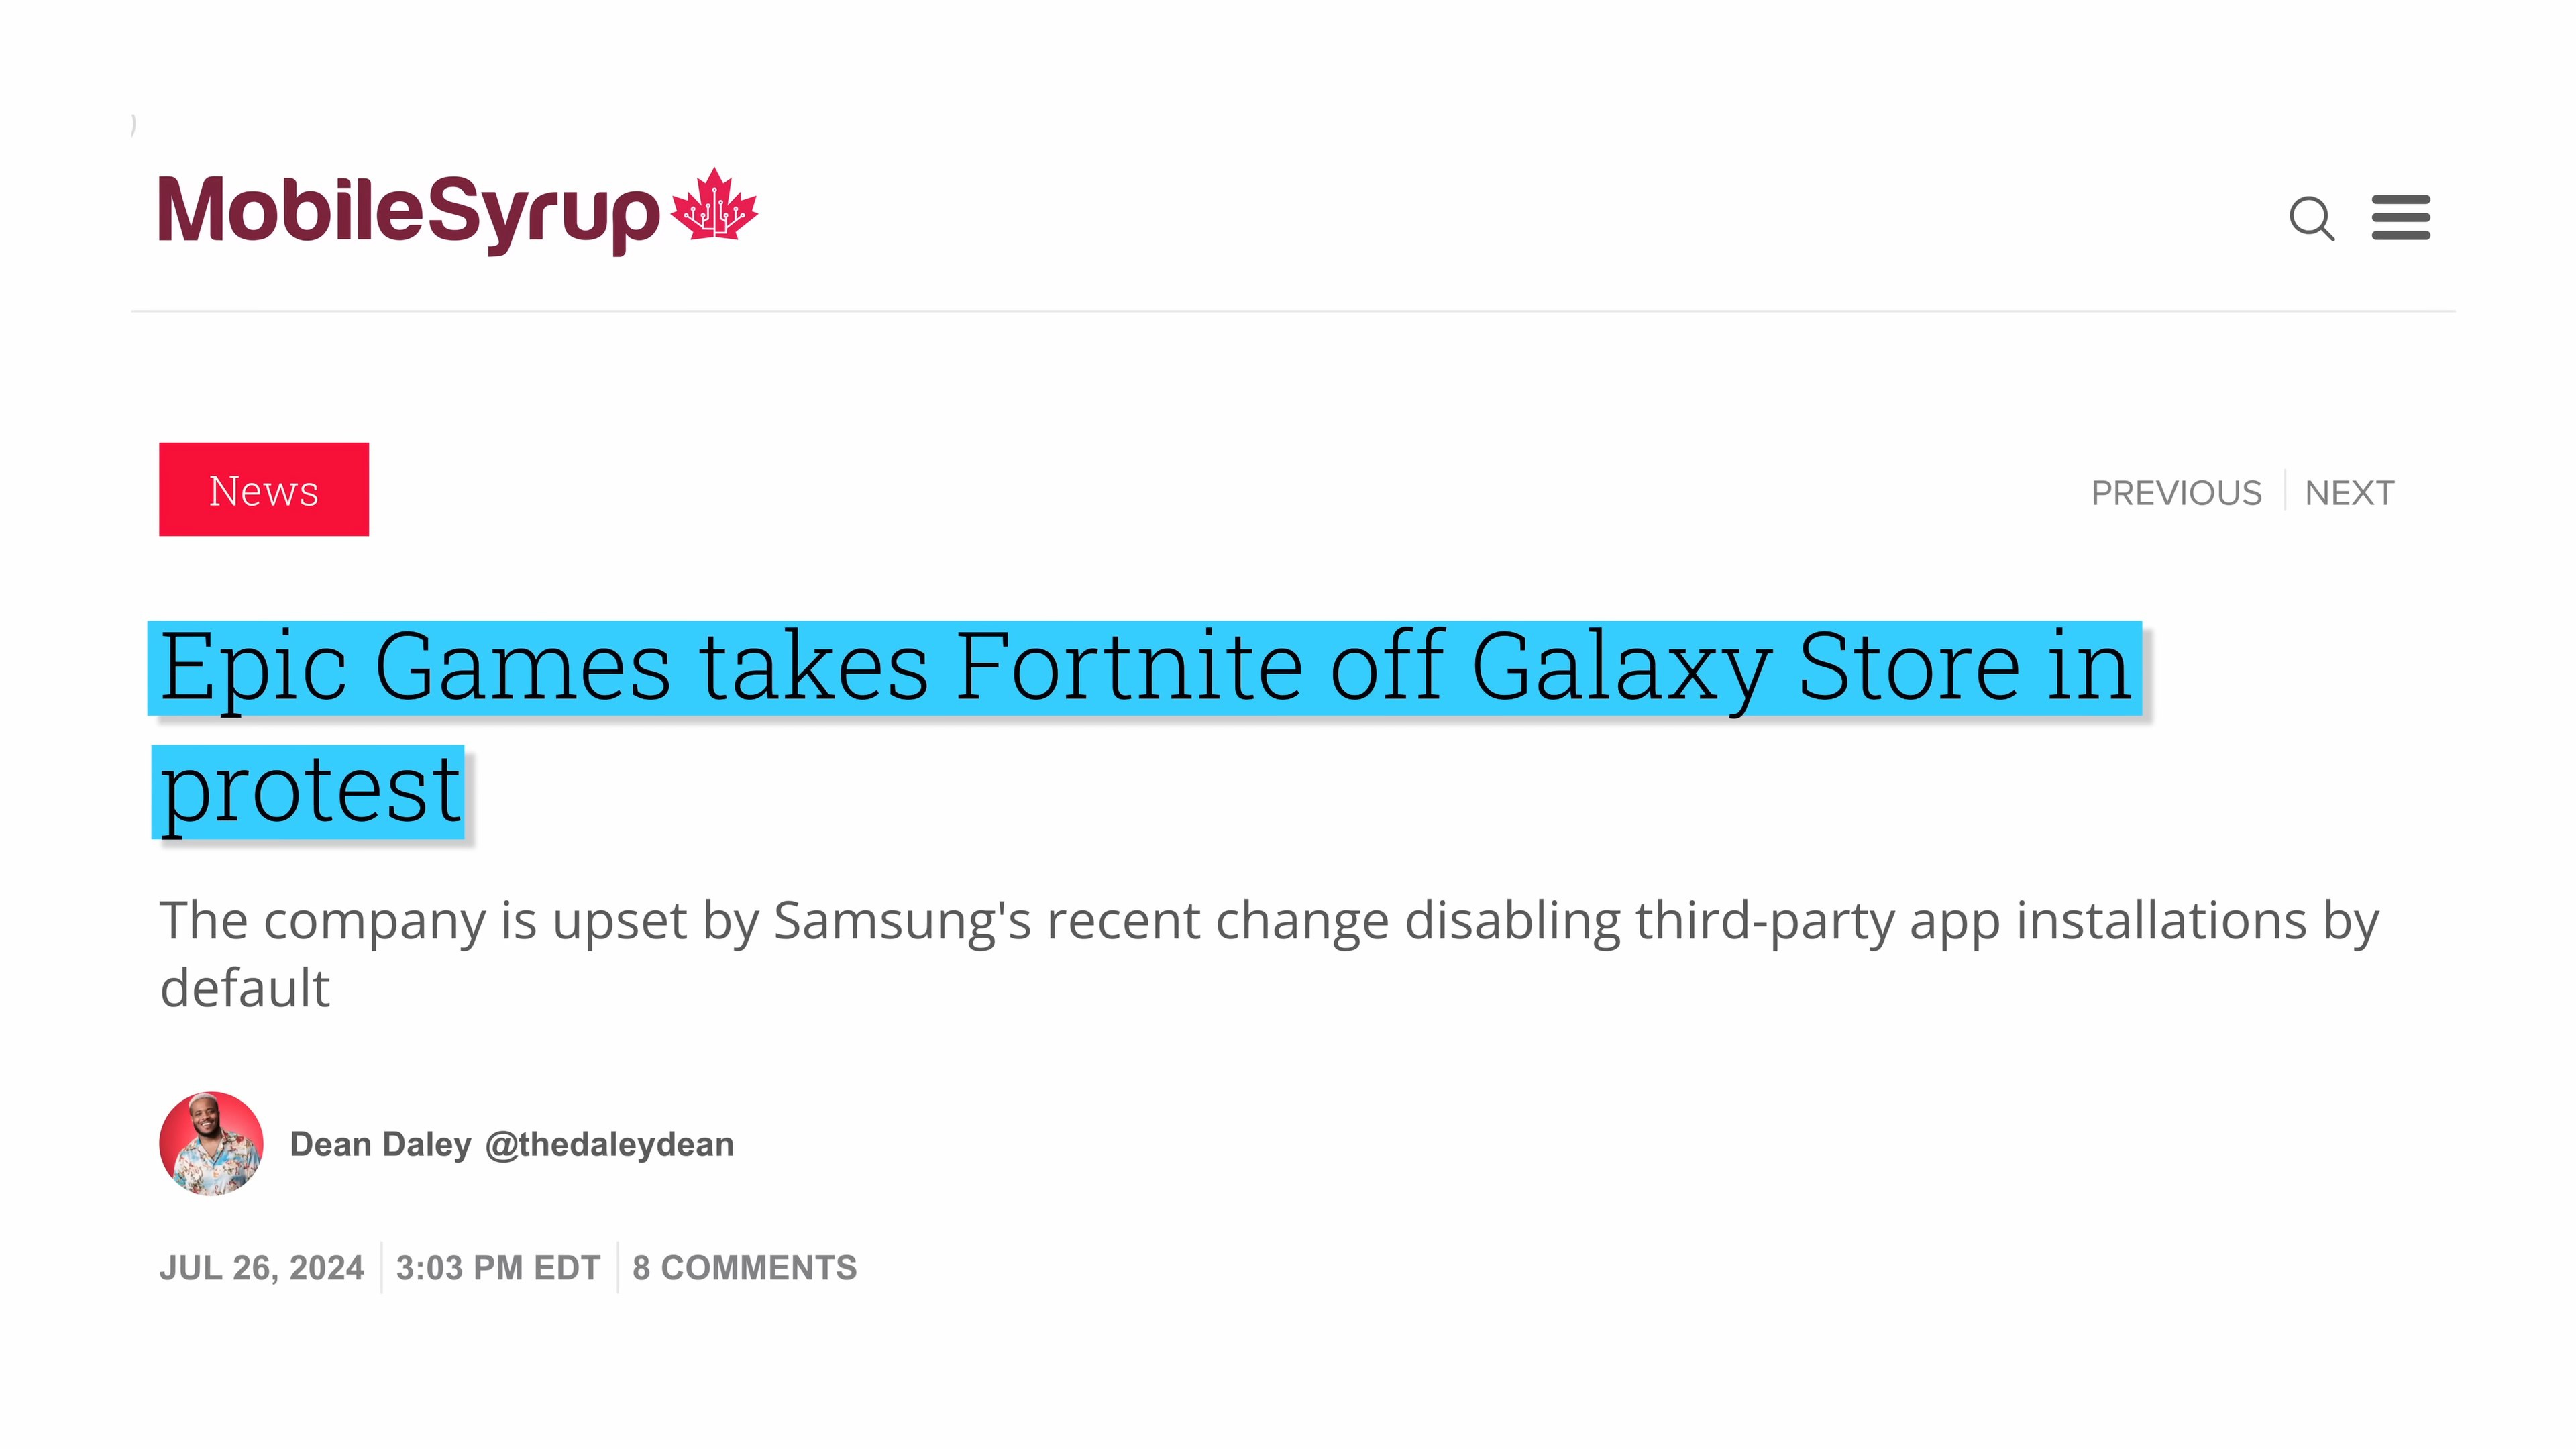 MobileSyrup
News
PREVIOUS
NEXT
Epic Games takes Fortnite off Galaxy Store in
protest
The company is upset by Samsung's recent change disabling third-party app installations by
default
Dean Daley @thedaleydean
JUL 26, 2024
3:03 PM EDT
8 COMMENTS